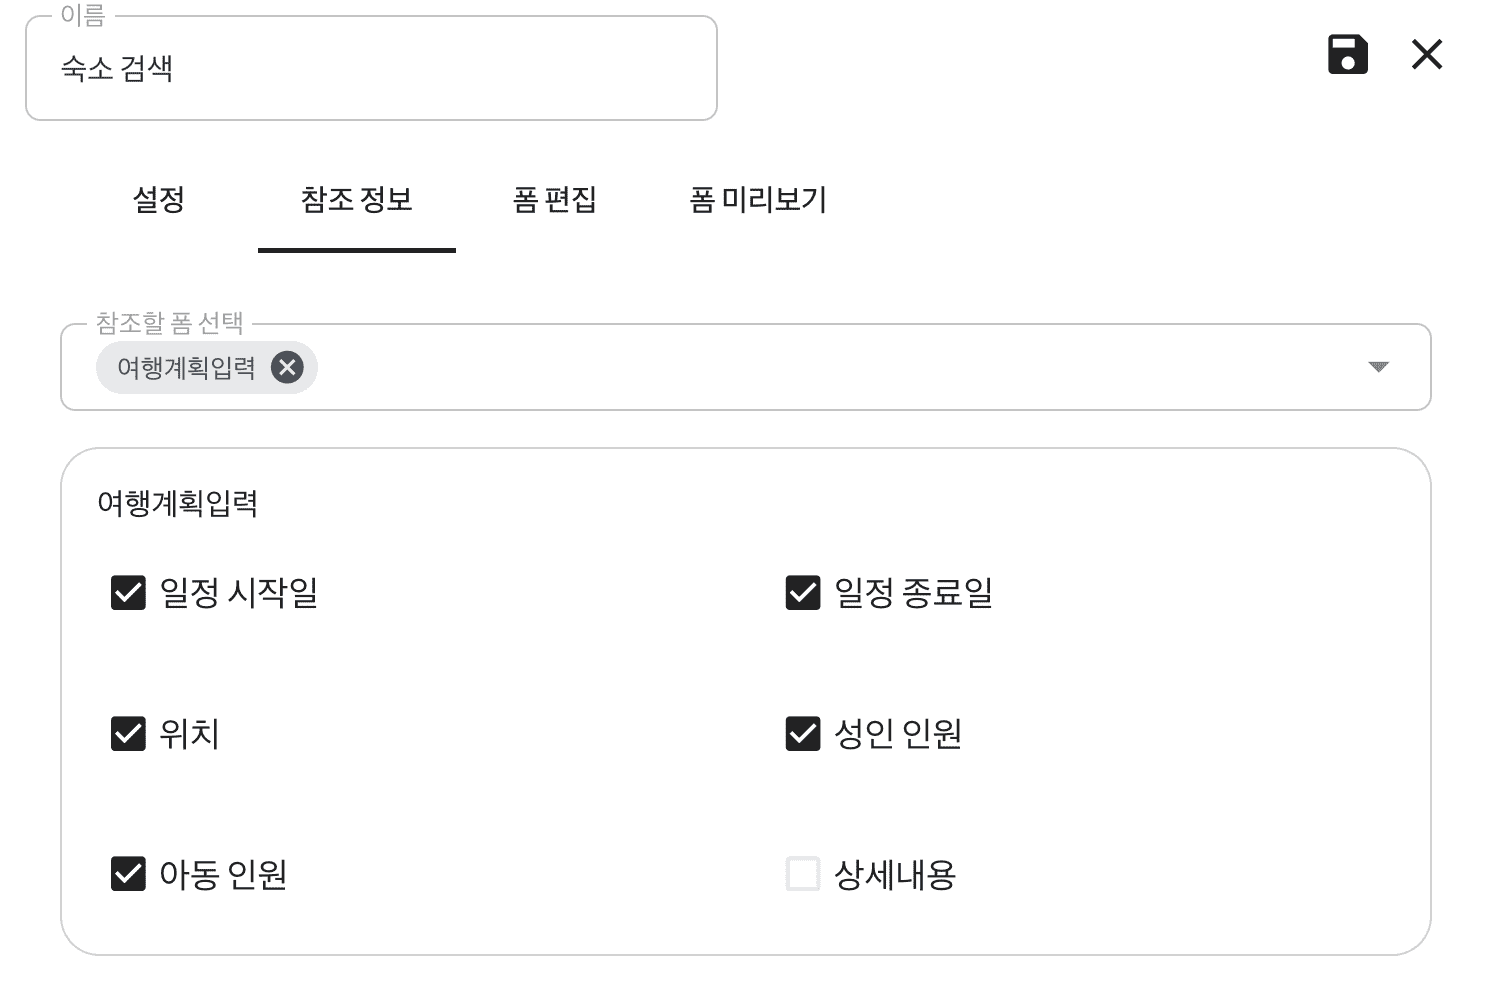 이름
숙소 검색
설정
참조 정보
폼 편집
폼 미리보기
참조할 폼 선택
여행계획입력
여행계획입력
일정 시작일
일정 종료일
위치
성인 인원
아동 인원
상세내용